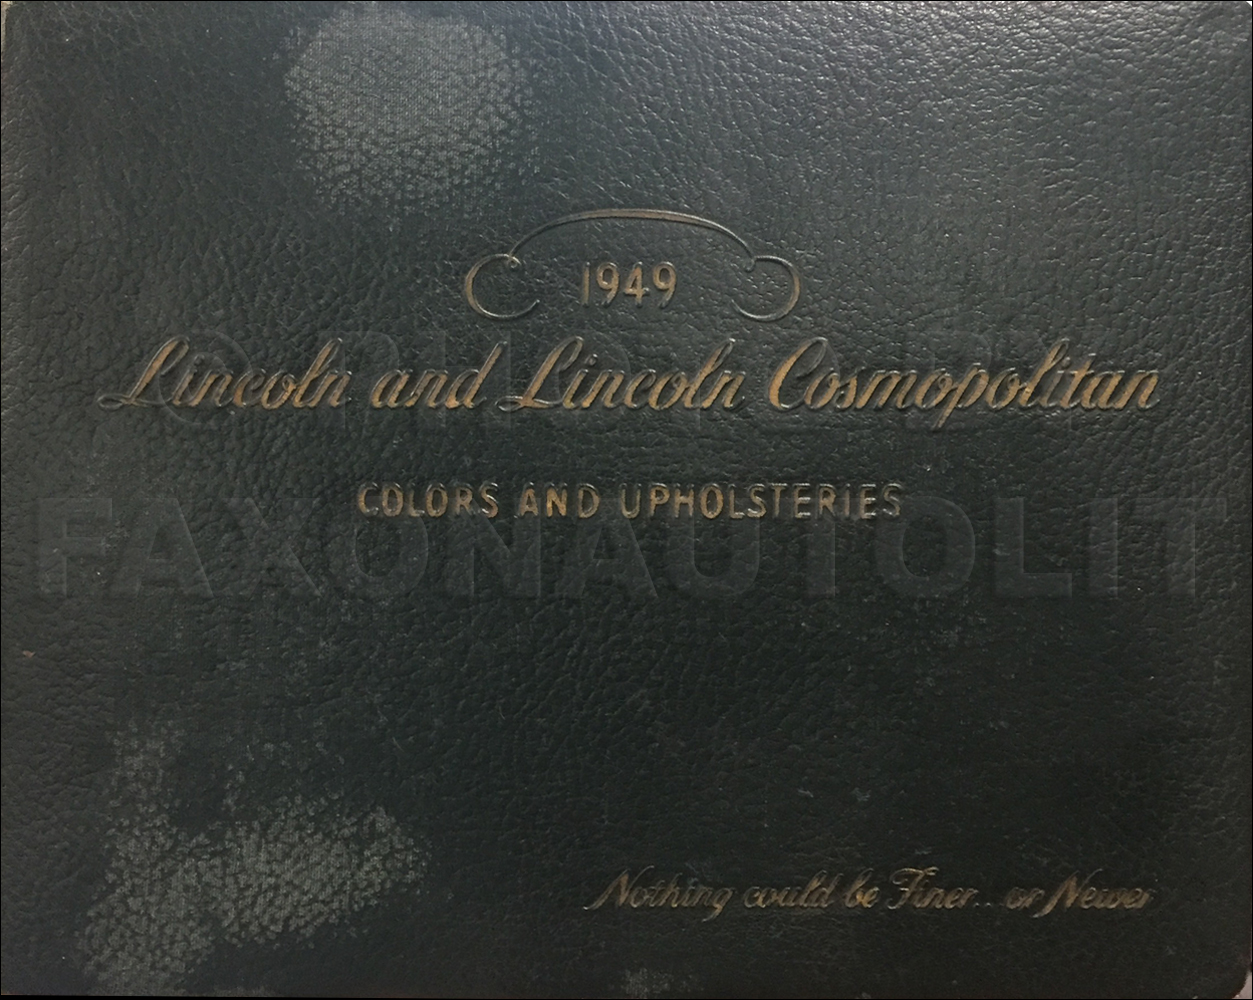 1949
Lincoln and Lincoln Cosmopolitan
COLORS AND UPHOLSTERIES
FAXONAUTOLIT
Nothing could be Finer... or Newer